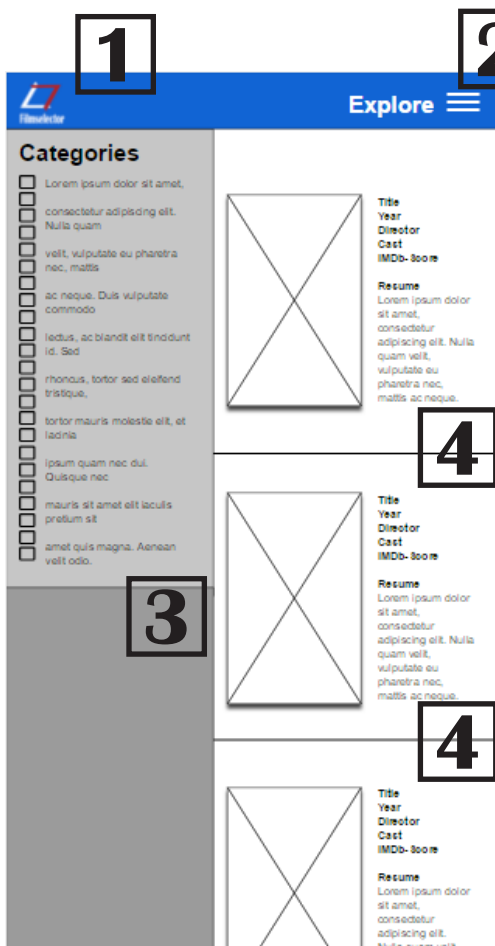 1
2
Filmselector
Explore
Categories
Lorem ipsum dolor sit amet,
consectetur adipiscing elit.
Nulla quam
velit, vulputate eu pharetra
nec, mattis
ac neque. Duis vulputate
commodo
lectus, ac blandit elit tincidunt
id. Sed
rhoncus, tortor sed eleifend
tristique,
tortor mauris molestie elit, et
lacinia
ipsum quam nec dui.
Quisque nec
mauris sit amet elit iaculis
pretium sit
amet quis magna. Aenean
velit odio.
3
Title
Year
Director
Cast
IMDb-Score
Resume
Lorem ipsum dolor
sit amet,
consectetur
adipiscing elit. Nulla
quam velit,
vulputate eu
pharetra nec,
mattis ac neque.
4
Title
Year
Director
Cast
IMDb-Score
Resume
Lorem ipsum dolor
sit amet,
consectetur
adipiscing elit. Nulla
quam velit,
vulputate eu
pharetra nec,
mattis ac neque.
4
Title
Year
Director
Cast
IMDb-Score
Resume
Lorem ipsum dolor
sit amet,
consectetur
adipiscing elit.
Nulla quam velit